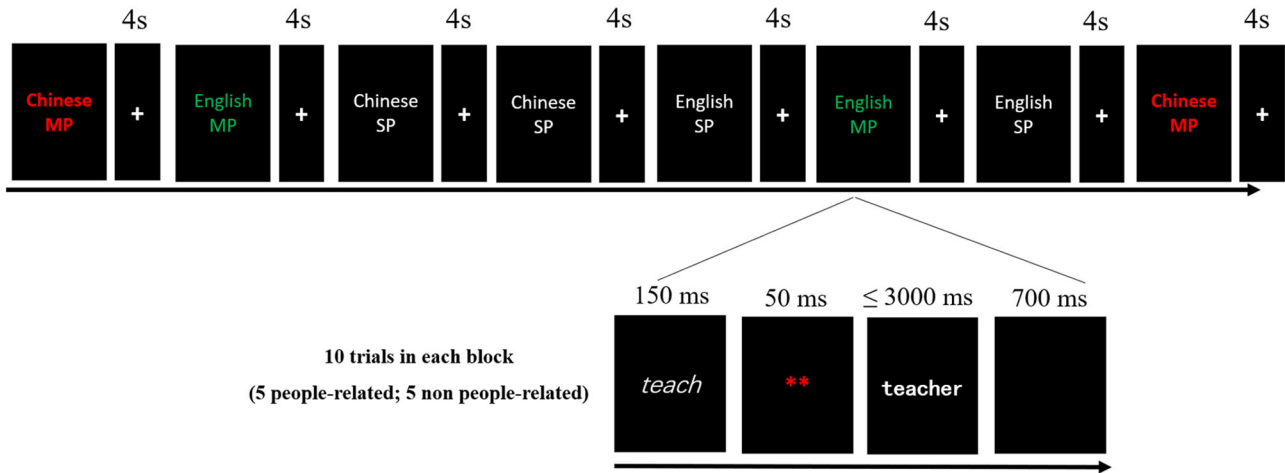 4s 4s 4s 4s 4s 4s 4s 4s
Chinese MP + English MP + Chinese SP + Chinese SP + English SP + English MP + English SP + Chinese MP +
150 ms 50 ms ≤ 3000 ms 700 ms
10 trials in each block
(5 people-related; 5 non people-related)
teach ** teacher